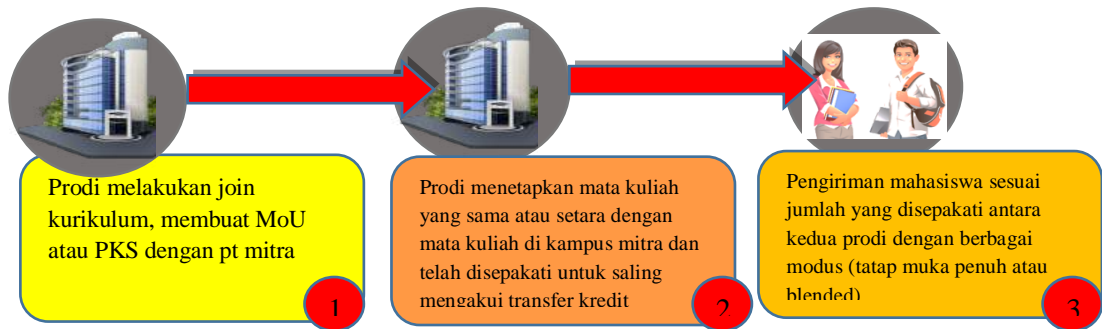 Prodi melakukan join
kurikulum, membuat MoU
atau PKS dengan pt mitra
1
Prodi menetapkan mata kuliah
yang sama atau setara dengan
mata kuliah di kampus mitra dan
telah disepakati untuk saling
mengakui transfer kredit
2
Pengiriman mahasiswa sesuai
jumlah yang disepakati antara
kedua prodi dengan berbagai
modus (tatap muka penuh atau
blended)
3